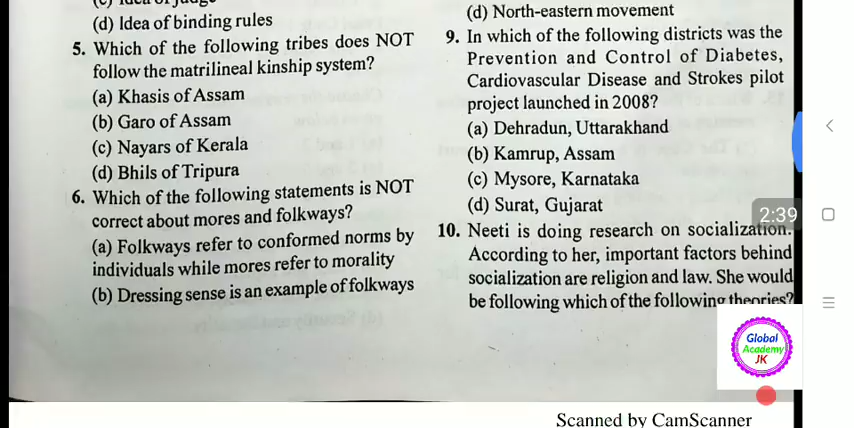 (d) Idea of binding rules
5. Which of the following tribes does NOT
follow the matrilineal kinship system?
(a) Khasis of Assam
(b) Garo of Assam
(c) Nayars of Kerala
(d) Bhils of Tripura
6. Which of the following statements is NOT
correct about mores and folkways?
(a) Folkways refer to conformed norms by
individuals while mores refer to morality
(b) Dressing sense is an example of folkways
(d) North-eastern movement
9. In which of the following districts was the
Prevention and Control of Diabetes,
Cardiovascular Disease and Strokes pilot
project launched in 2008?
(a) Dehradun, Uttarakhand
(b) Kamrup, Assam
(c) Mysore, Karnataka
(d) Surat, Gujarat
10. Neeti is doing research on socialization.
According to her, important factors behind
socialization are religion and law. She would
be following which of the following theories?
2:39
Global
Academy
JK
Scanned by CamScanner